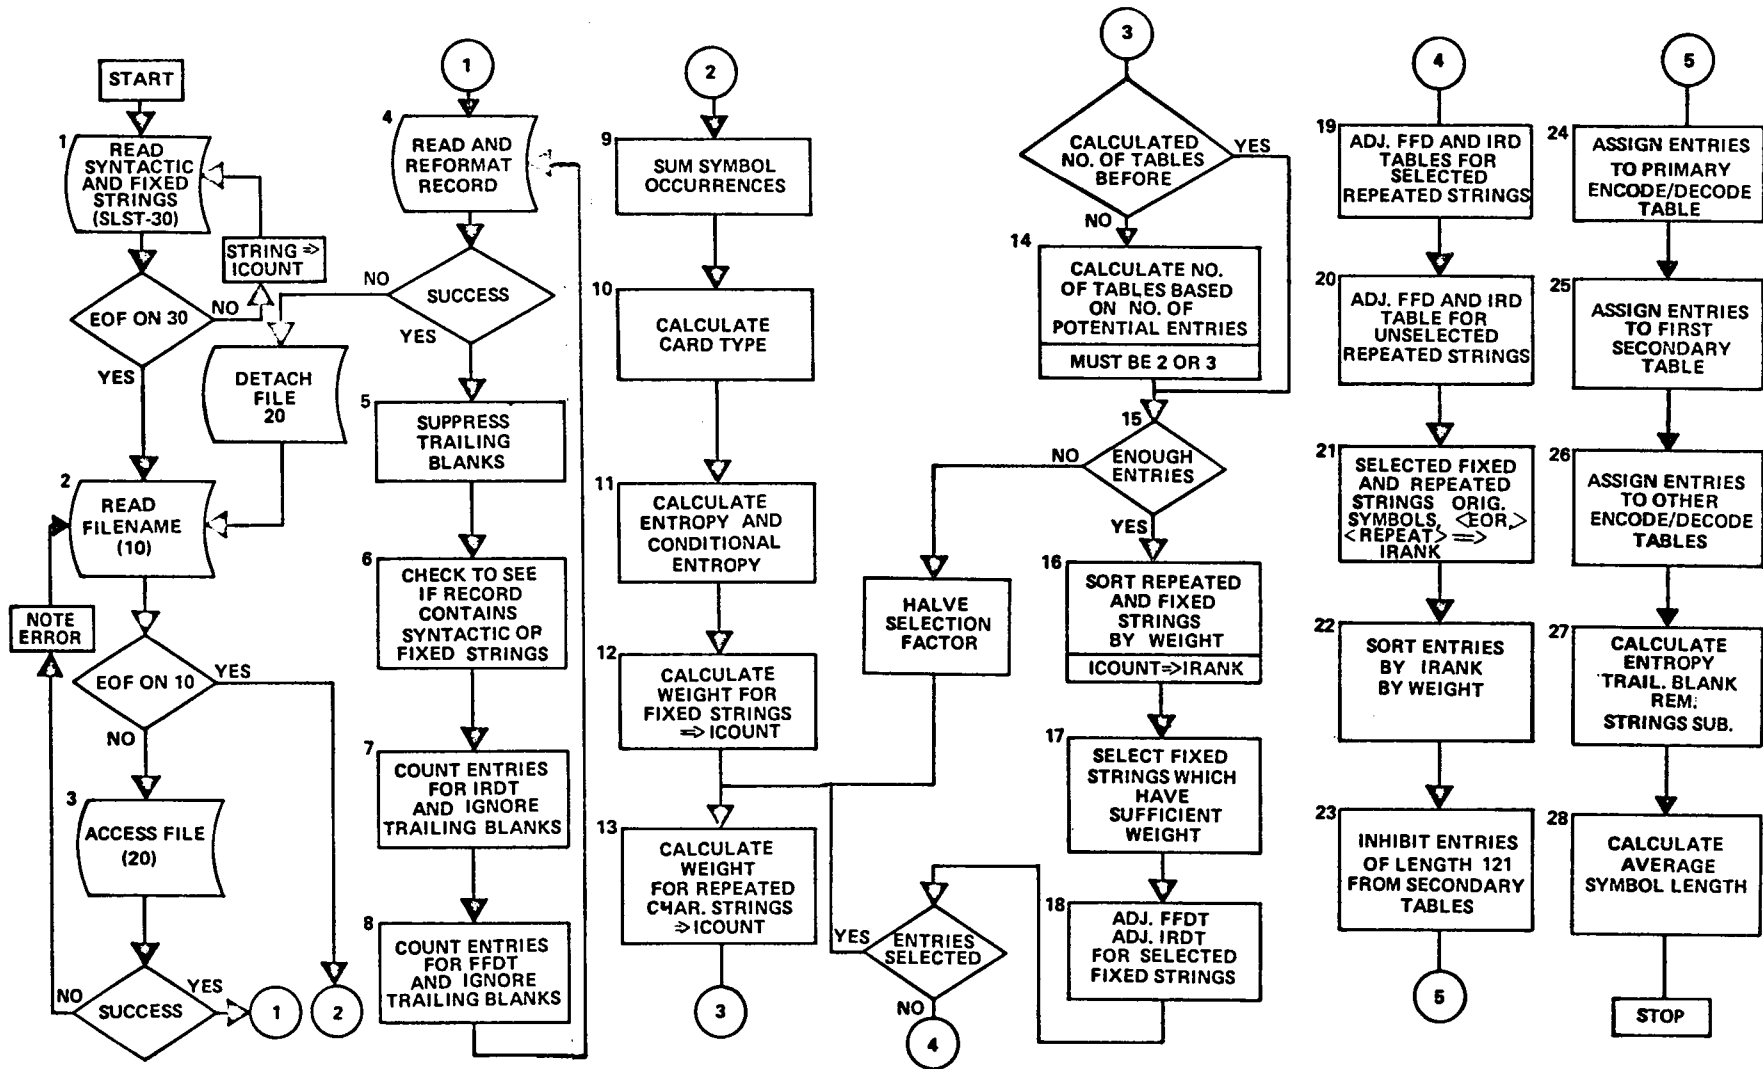 START
1
READ
SYNTACTIC
AND FIXED
STRINGS
(SLST-30)
STRING ⇒
ICOUNT
EOF ON 30
NO
YES
DETACH
FILE
20
2
READ
FILENAME
(10)
NOTE
ERROR
EOF ON 10
YES
NO
3
ACCESS FILE
(20)
SUCCESS
NO
YES
1
2
1
4
READ AND
REFORMAT
RECORD
SUCCESS
NO
YES
5
SUPPRESS
TRAILING
BLANKS
6
CHECK TO SEE
IF RECORD
CONTAINS
SYNTACTIC OR
FIXED STRINGS
7
COUNT ENTRIES
FOR IRDT
AND IGNORE
TRAILING BLANKS
8
COUNT ENTRIES
FOR FFDT
AND IGNORE
TRAILING BLANKS
2
9
SUM SYMBOL
OCCURRENCES
10
CALCULATE
CARD TYPE
11
CALCULATE
ENTROPY AND
CONDITIONAL
ENTROPY
12
CALCULATE
WEIGHT FOR
FIXED STRINGS
⇒ ICOUNT
13
CALCULATE
WEIGHT
FOR REPEATED
CHAR. STRINGS
⇒ ICOUNT
3
3
CALCULATED
NO. OF TABLES
BEFORE
YES
NO
14
CALCULATE NO.
OF TABLES BASED
ON NO. OF
POTENTIAL ENTRIES
MUST BE 2 OR 3
15
ENOUGH
ENTRIES
NO
YES
HALVE
SELECTION
FACTOR
16
SORT REPEATED
AND FIXED
STRINGS
BY WEIGHT
ICOUNT⇒IRANK
17
SELECT FIXED
STRINGS WHICH
HAVE
SUFFICIENT
WEIGHT
18
ADJ. FFDT
ADJ. IRDT
FOR SELECTED
FIXED STRINGS
ENTRIES
SELECTED
YES
NO
4
4
19
ADJ. FFD AND IRD
TABLES FOR
SELECTED
REPEATED STRINGS
20
ADJ. FFD AND IRD
TABLE FOR
UNSELECTED
REPEATED STRINGS
21
SELECTED FIXED
AND REPEATED
STRINGS ORIG.
SYMBOLS, <EOR,>
<REPEAT> ⇒
IRANK
22
SORT ENTRIES
BY IRANK
BY WEIGHT
23
INHIBIT ENTRIES
OF LENGTH 121
FROM SECONDARY
TABLES
5
5
24
ASSIGN ENTRIES
TO PRIMARY
ENCODE/DECODE
TABLE
25
ASSIGN ENTRIES
TO FIRST
SECONDARY
TABLE
26
ASSIGN ENTRIES
TO OTHER
ENCODE/DECODE
TABLES
27
CALCULATE
ENTROPY
TRAIL. BLANK
REM.
STRINGS SUB.
28
CALCULATE
AVERAGE
SYMBOL LENGTH
STOP